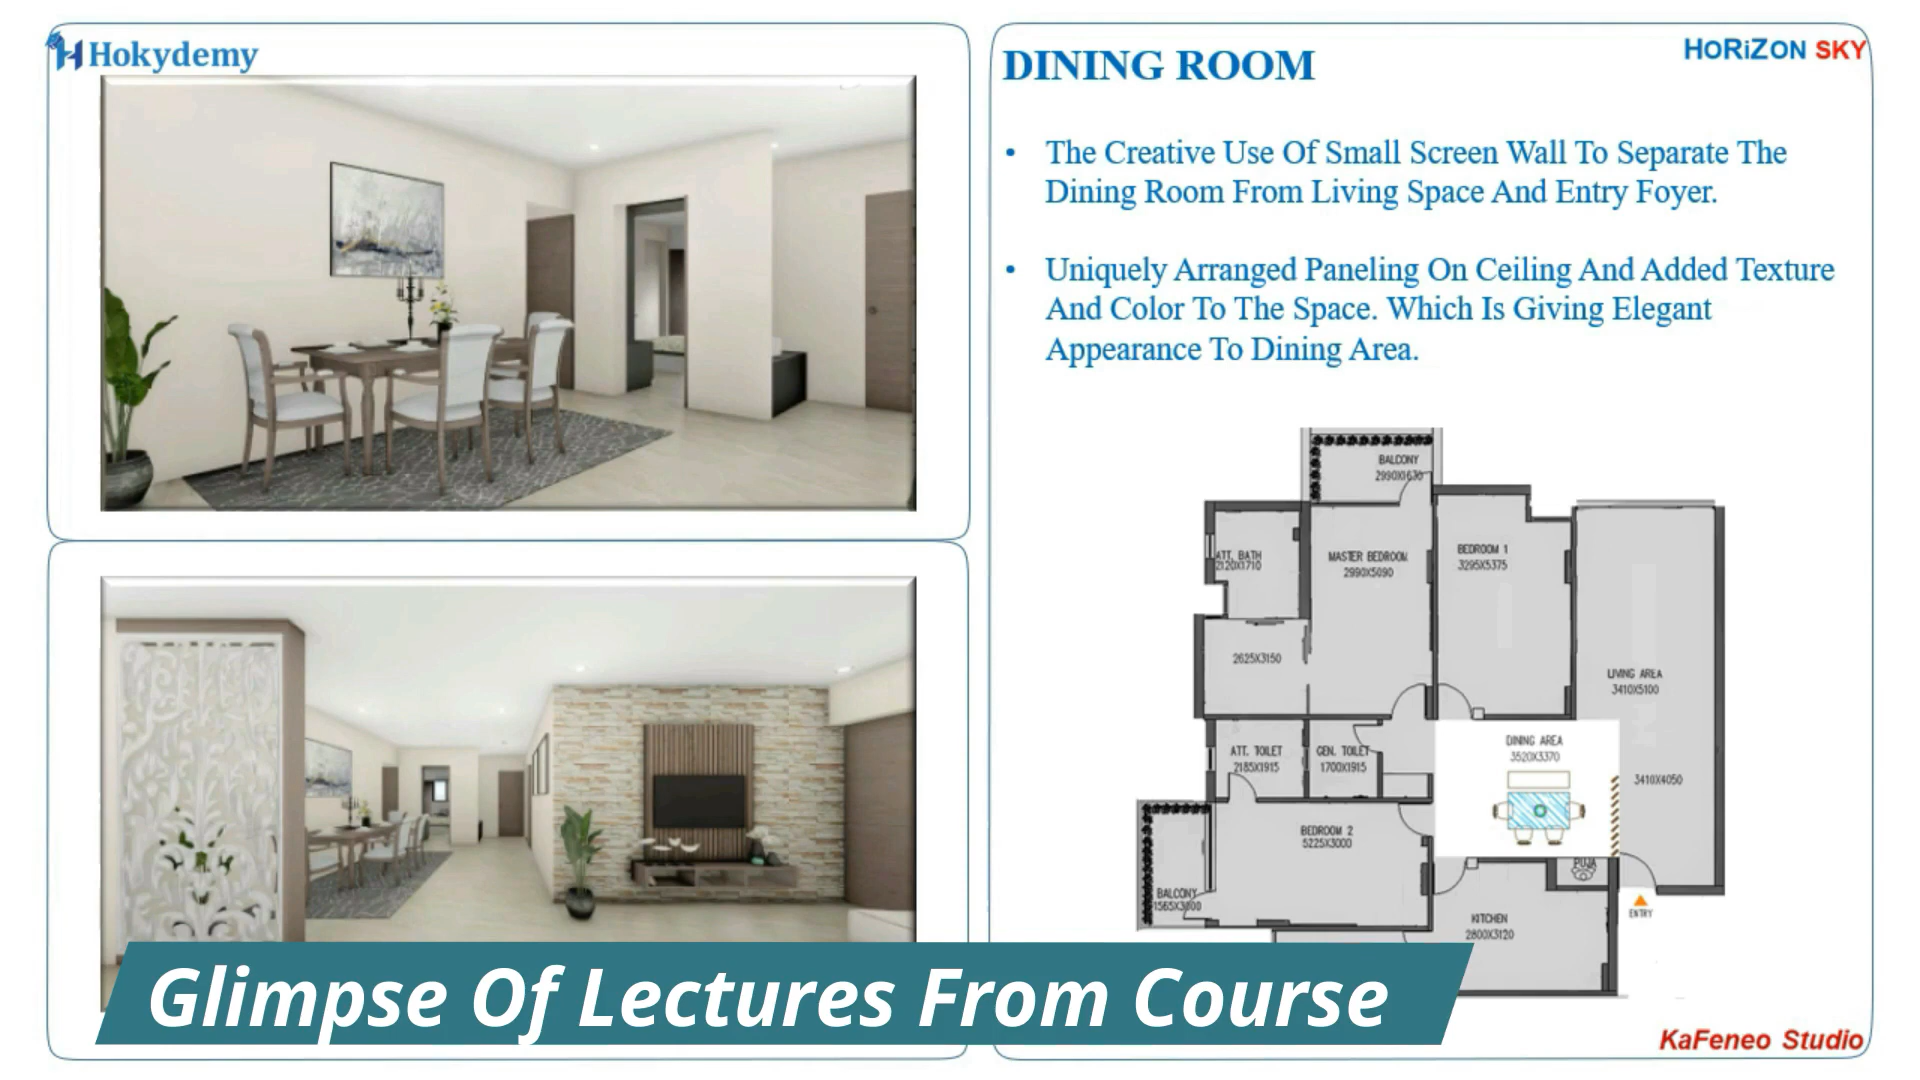 Hokydemy
DINING ROOM
HoRiZoN SKY
• The Creative Use Of Small Screen Wall To Separate The
Dining Room From Living Space And Entry Foyer.
• Uniquely Arranged Paneling On Ceiling And Added Texture
And Color To The Space. Which Is Giving Elegant
Appearance To Dining Area.
BALCONY
2990X1630
ATT. BATH
2120X1710
MASTER BEDROOM
2990X5090
BEDROOM 1
3295X5375
2625X3150
LIVING AREA
3410X5100
DINING AREA
3520X3370
ATT. TOILET
2185X1915
GEN. TOILET
1700X1915
3410X4050
BEDROOM 2
5225X3000
PUJA
BALCONY
1565X3000
KITCHEN
2800X3120
ENTRY
Glimpse Of Lectures From Course
KaFeneo Studio